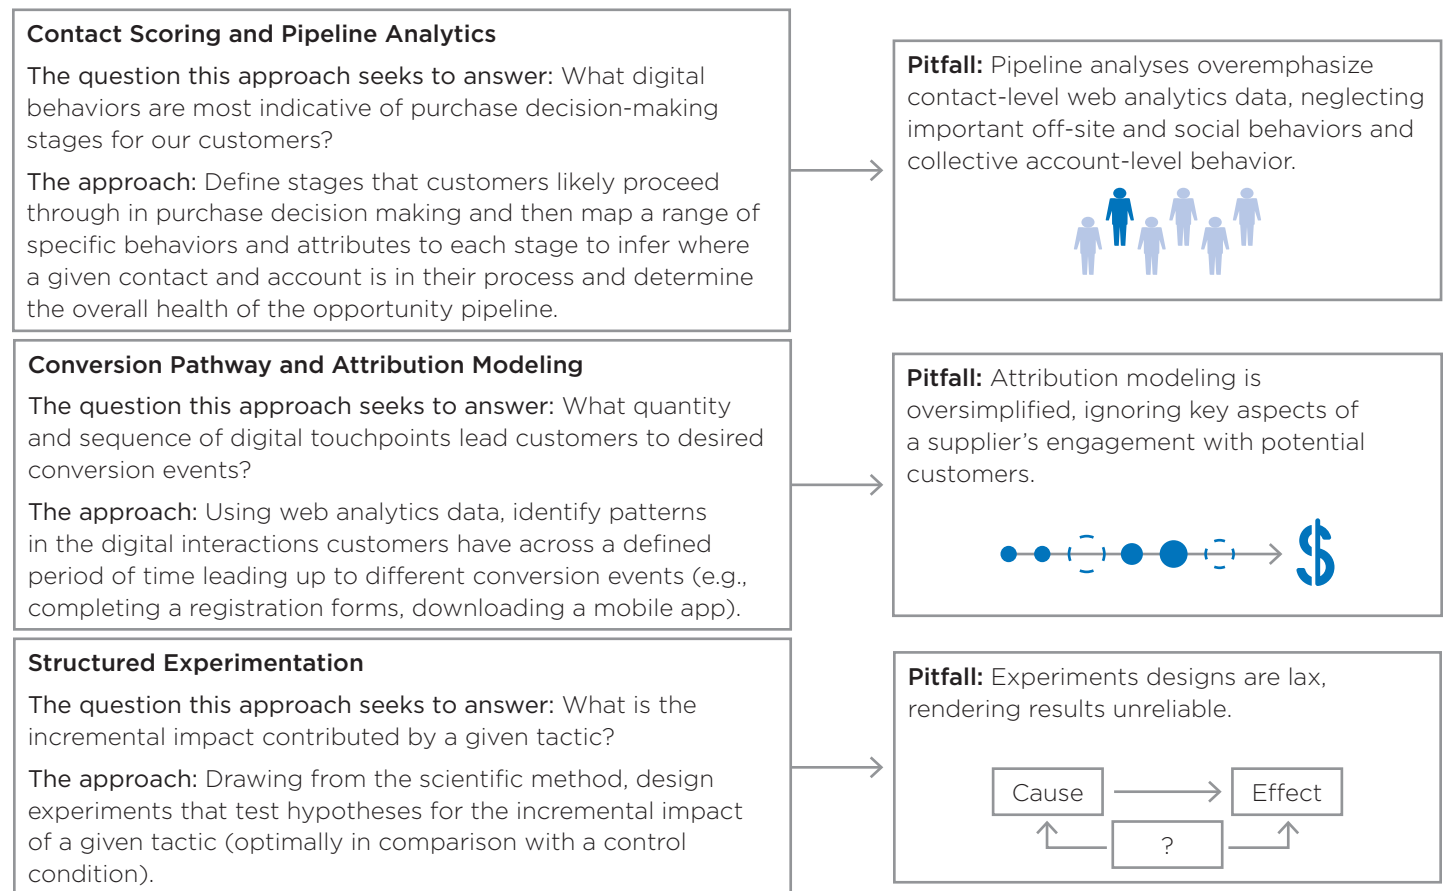 Contact Scoring and Pipeline Analytics
The question this approach seeks to answer: What digital
behaviors are most indicative of purchase decision-making
stages for our customers?
The approach: Define stages that customers likely proceed
through in purchase decision making and then map a range of
specific behaviors and attributes to each stage to infer where
a given contact and account is in their process and determine
the overall health of the opportunity pipeline.
Pitfall: Pipeline analyses overemphasize
contact-level web analytics data, neglecting
important off-site and social behaviors and
collective account-level behavior.
Conversion Pathway and Attribution Modeling
The question this approach seeks to answer: What quantity
and sequence of digital touchpoints lead customers to desired
conversion events?
The approach: Using web analytics data, identify patterns
in the digital interactions customers have across a defined
period of time leading up to different conversion events (e.g.,
completing a registration forms, downloading a mobile app).
Pitfall: Attribution modeling is
oversimplified, ignoring key aspects of
a supplier's engagement with potential
customers.
$
Structured Experimentation
The question this approach seeks to answer: What is the
incremental impact contributed by a given tactic?
The approach: Drawing from the scientific method, design
experiments that test hypotheses for the incremental impact
of a given tactic (optimally in comparison with a control
condition).
Pitfall: Experiments designs are lax,
rendering results unreliable.
Cause
Effect
?